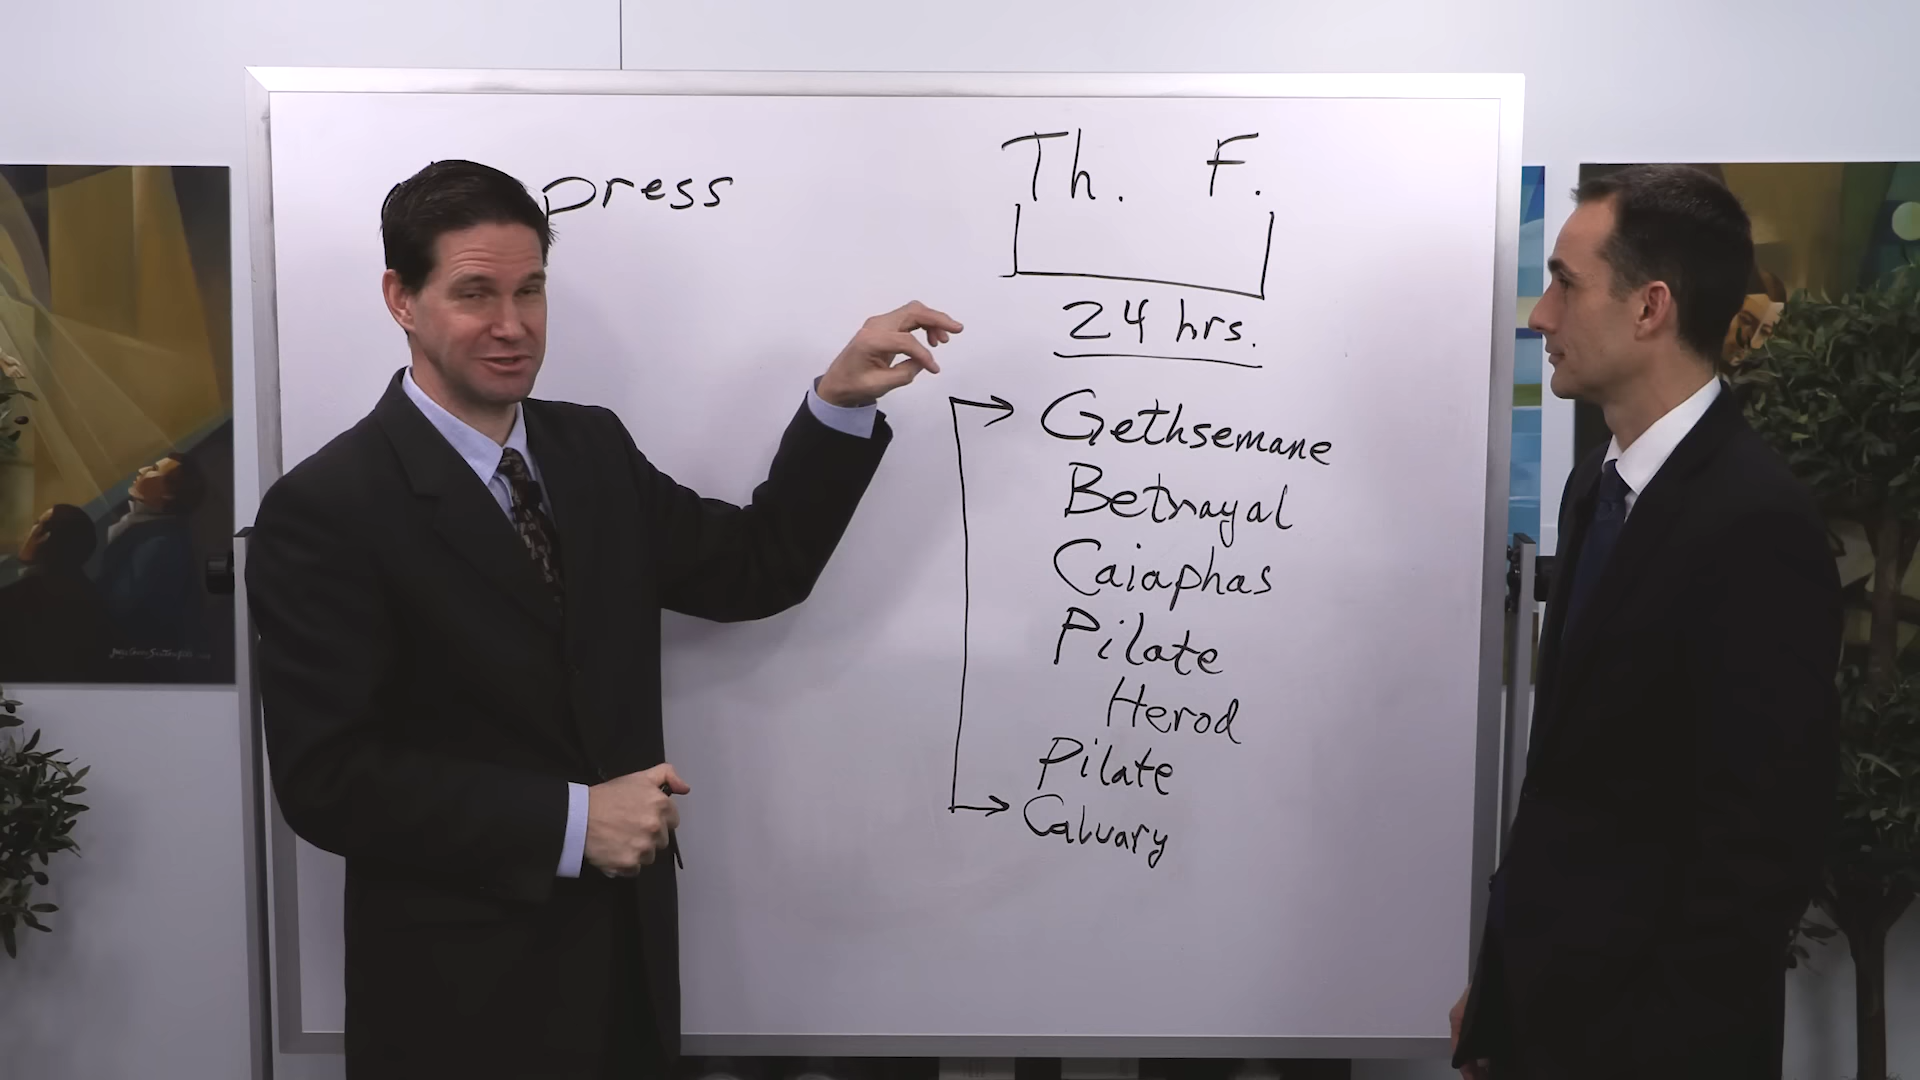 press
Th. F.
24 hrs.
Gethsemane
Betrayal
Caiaphas
Pilate
Herod
Pilate
Calvary